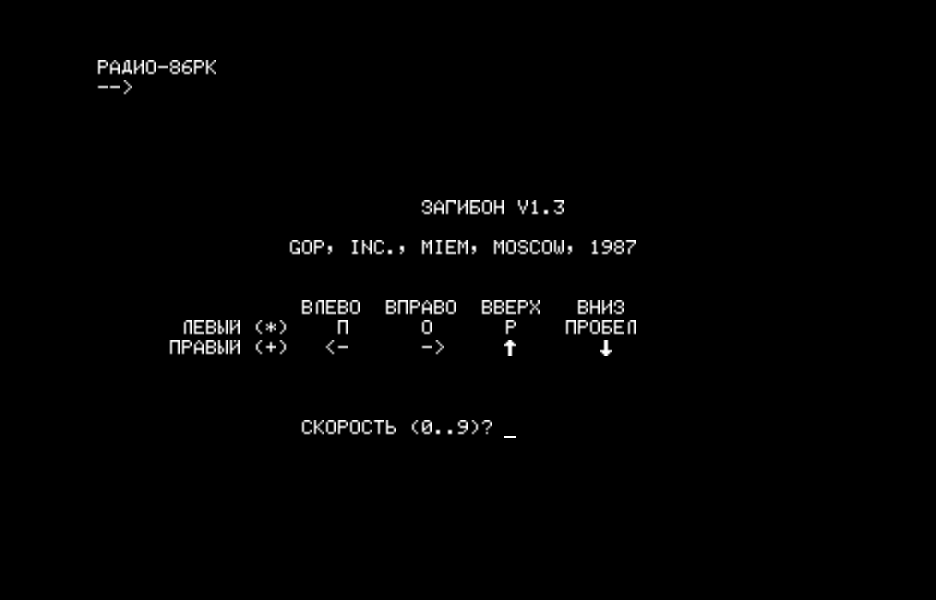 РАДИО-86РК
-->
ЗАГИБОН V1.3
GOP, INC., MIEM, MOSCOW, 1987
ВЛЕВО ВПРАВО ВВЕРХ ВНИЗ
ЛЕВЫЙ (*) П О Р ПРОБЕЛ
ПРАВЫЙ (+) <- -> ↑ ↓
СКОРОСТЬ (0..9)? _